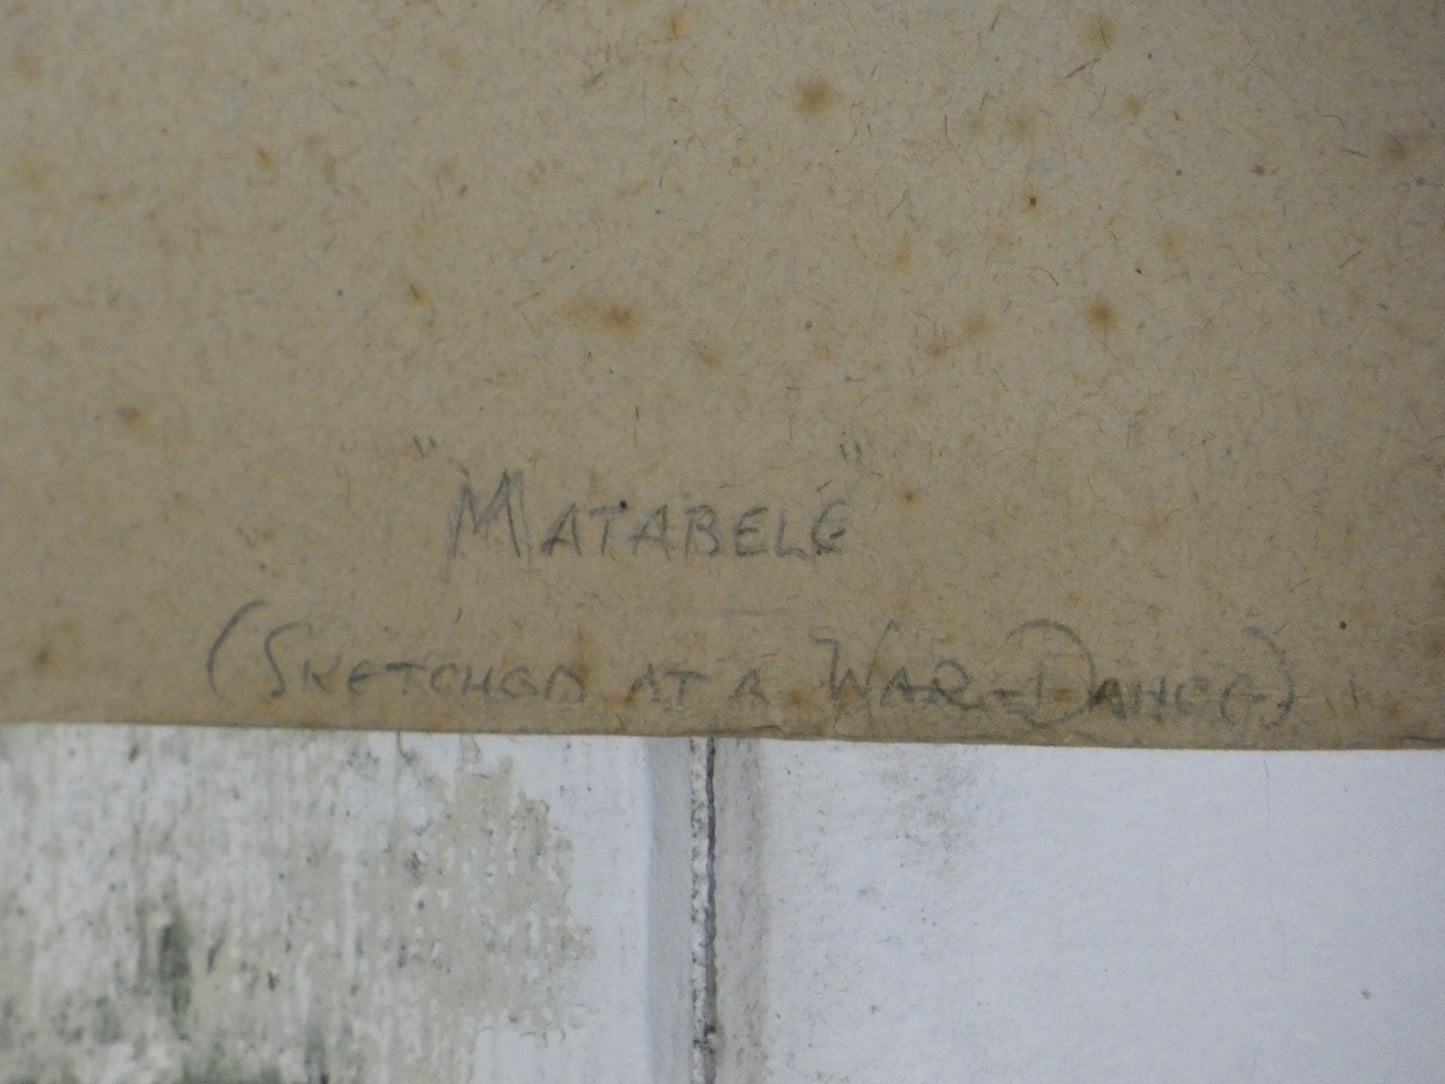 "MATABELE"
(SKETCHED AT A WAR-DANCE)